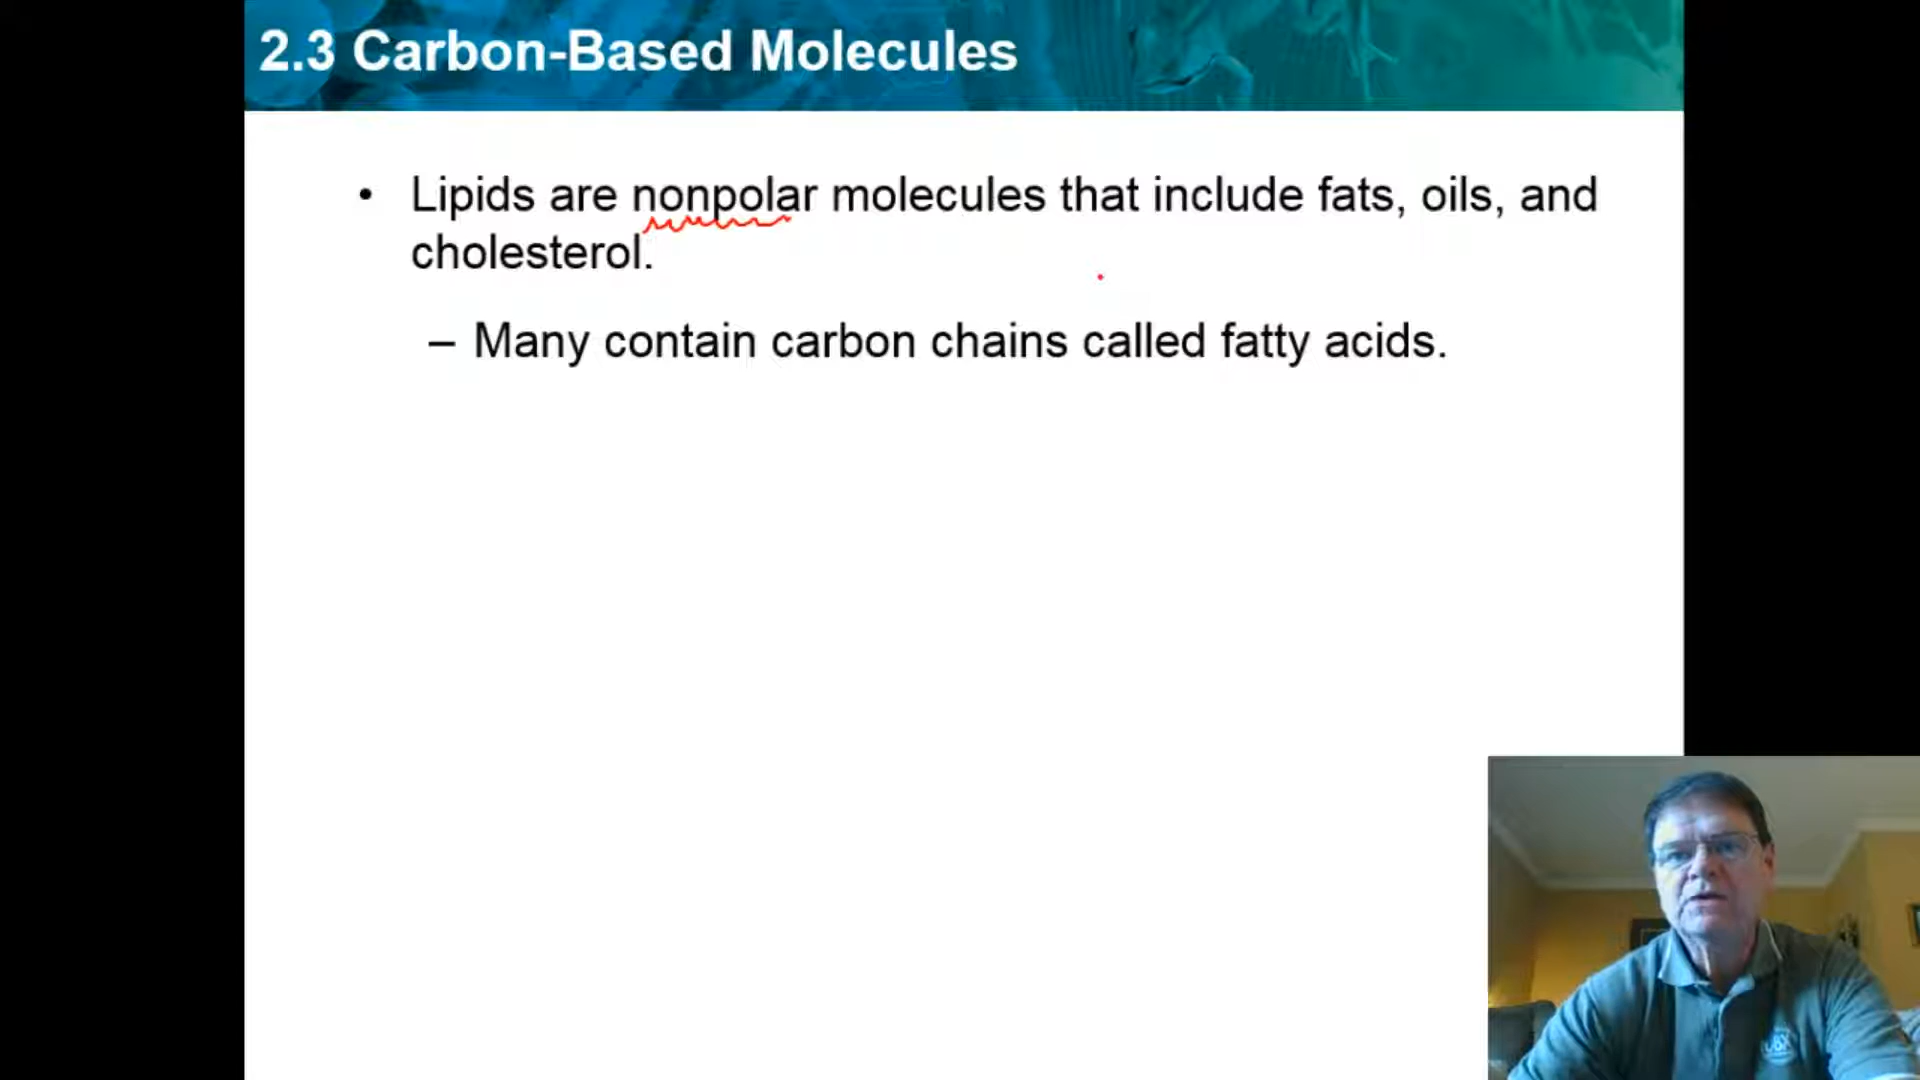 2.3 Carbon-Based Molecules
• Lipids are nonpolar molecules that include fats, oils, and
cholesterol.
– Many contain carbon chains called fatty acids.